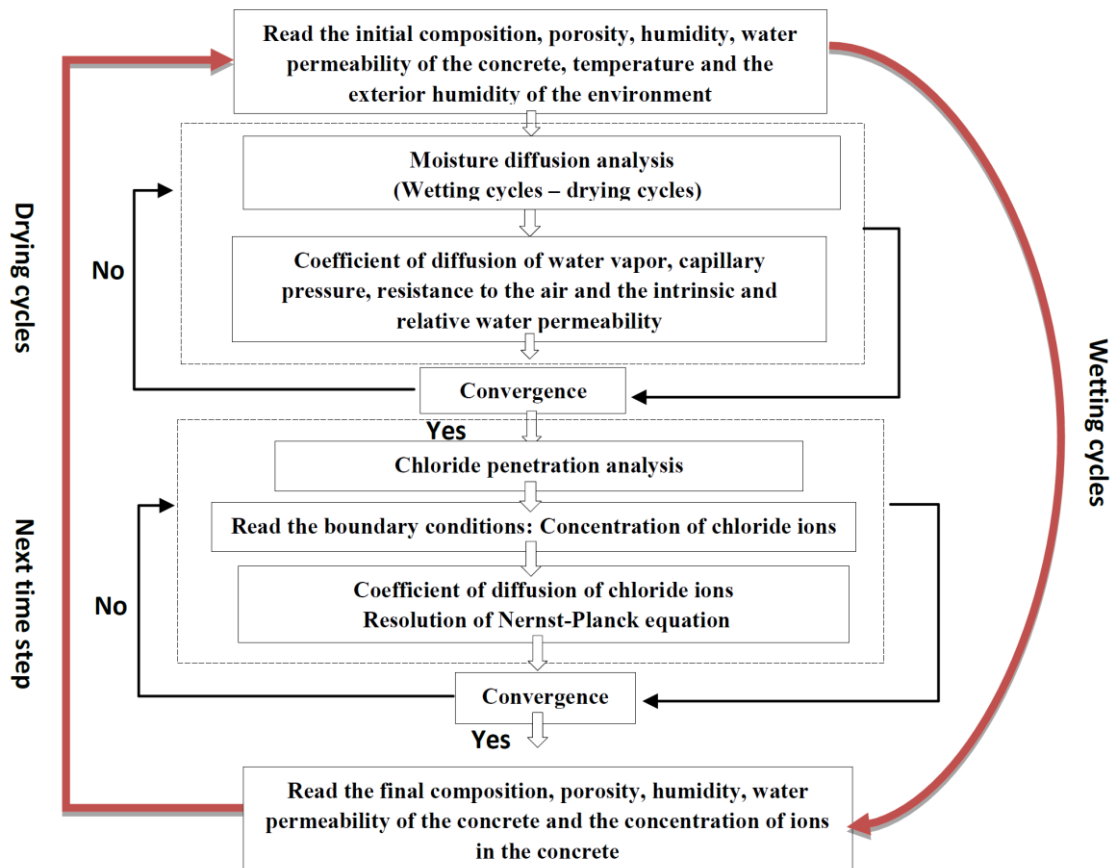 Read the initial composition, porosity, humidity, water
permeability of the concrete, temperature and the
exterior humidity of the environment
Moisture diffusion analysis
(Wetting cycles – drying cycles)
Drying cycles
No
Coefficient of diffusion of water vapor, capillary
pressure, resistance to the air and the intrinsic and
relative water permeability
Wetting cycles
Convergence
Yes
Chloride penetration analysis
Read the boundary conditions: Concentration of chloride ions
Next time step
No
Coefficient of diffusion of chloride ions
Resolution of Nernst-Planck equation
Convergence
Yes
Read the final composition, porosity, humidity, water
permeability of the concrete and the concentration of ions
in the concrete